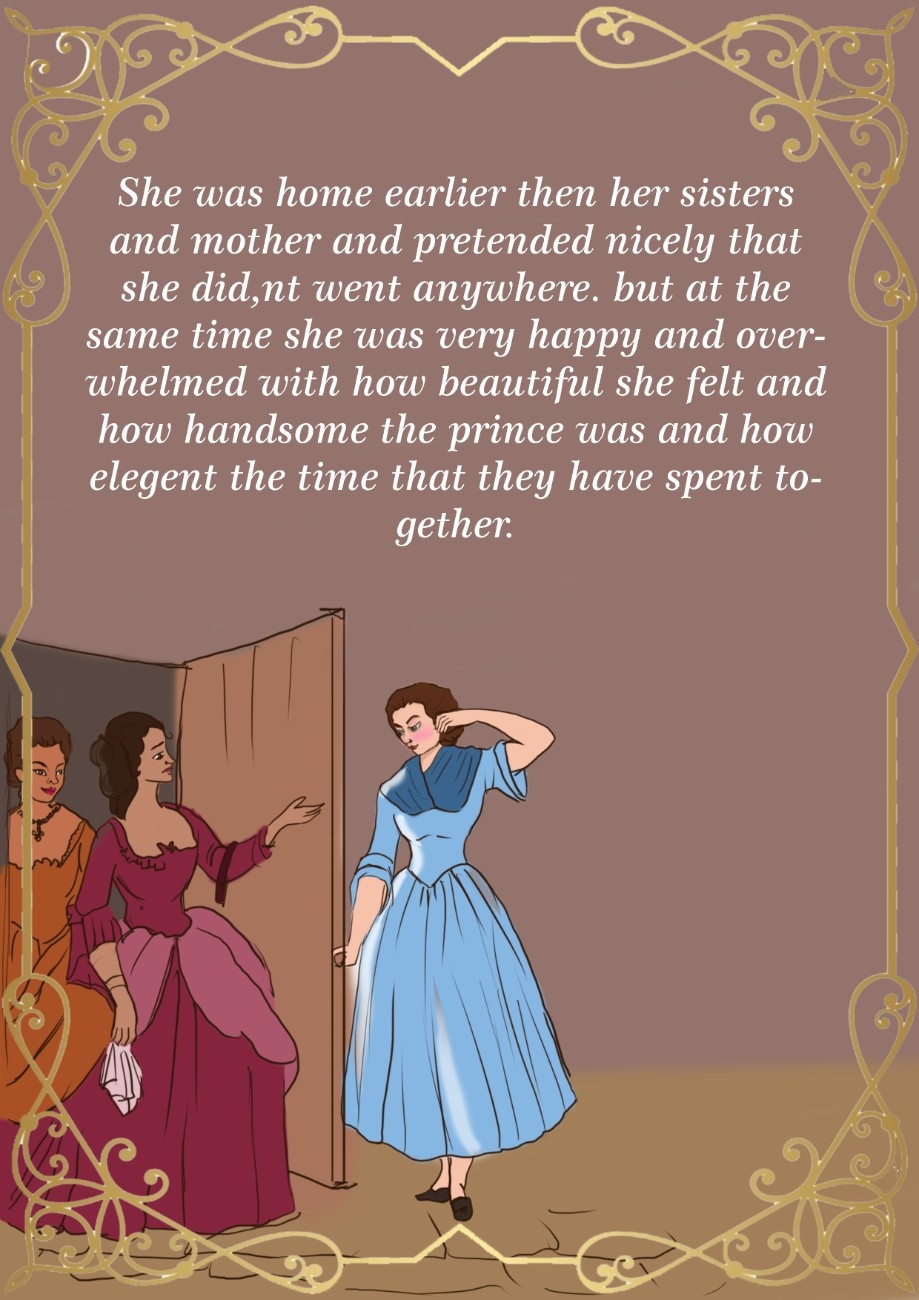 She was home earlier then her sisters
and mother and pretended nicely that
she did,nt went anywhere. but at the
same time she was very happy and over-
whelmed with how beautiful she felt and
how handsome the prince was and how
elegent the time that they have spent to-
gether.